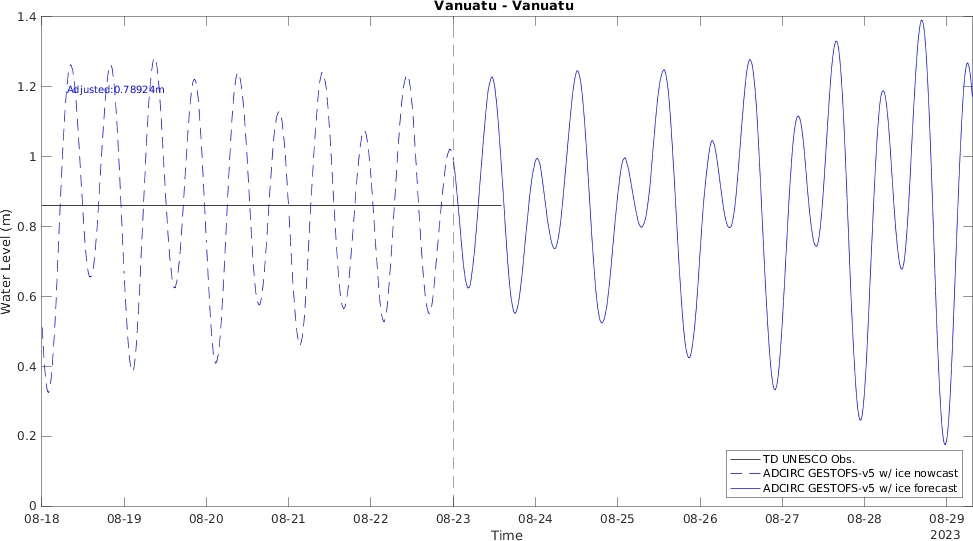 Vanuatu - Vanuatu
Water Level (m)
1.4
1.2
1
0.8
0.6
0.4
0.2
0
Adjusted:0.78924m
TD UNESCO Obs.
ADCIRC GESTOFS-v5 w/ ice nowcast
ADCIRC GESTOFS-v5 w/ ice forecast
08-18 08-19 08-20 08-21 08-22 08-23 08-24 08-25 08-26 08-27 08-28 08-29
2023
Time